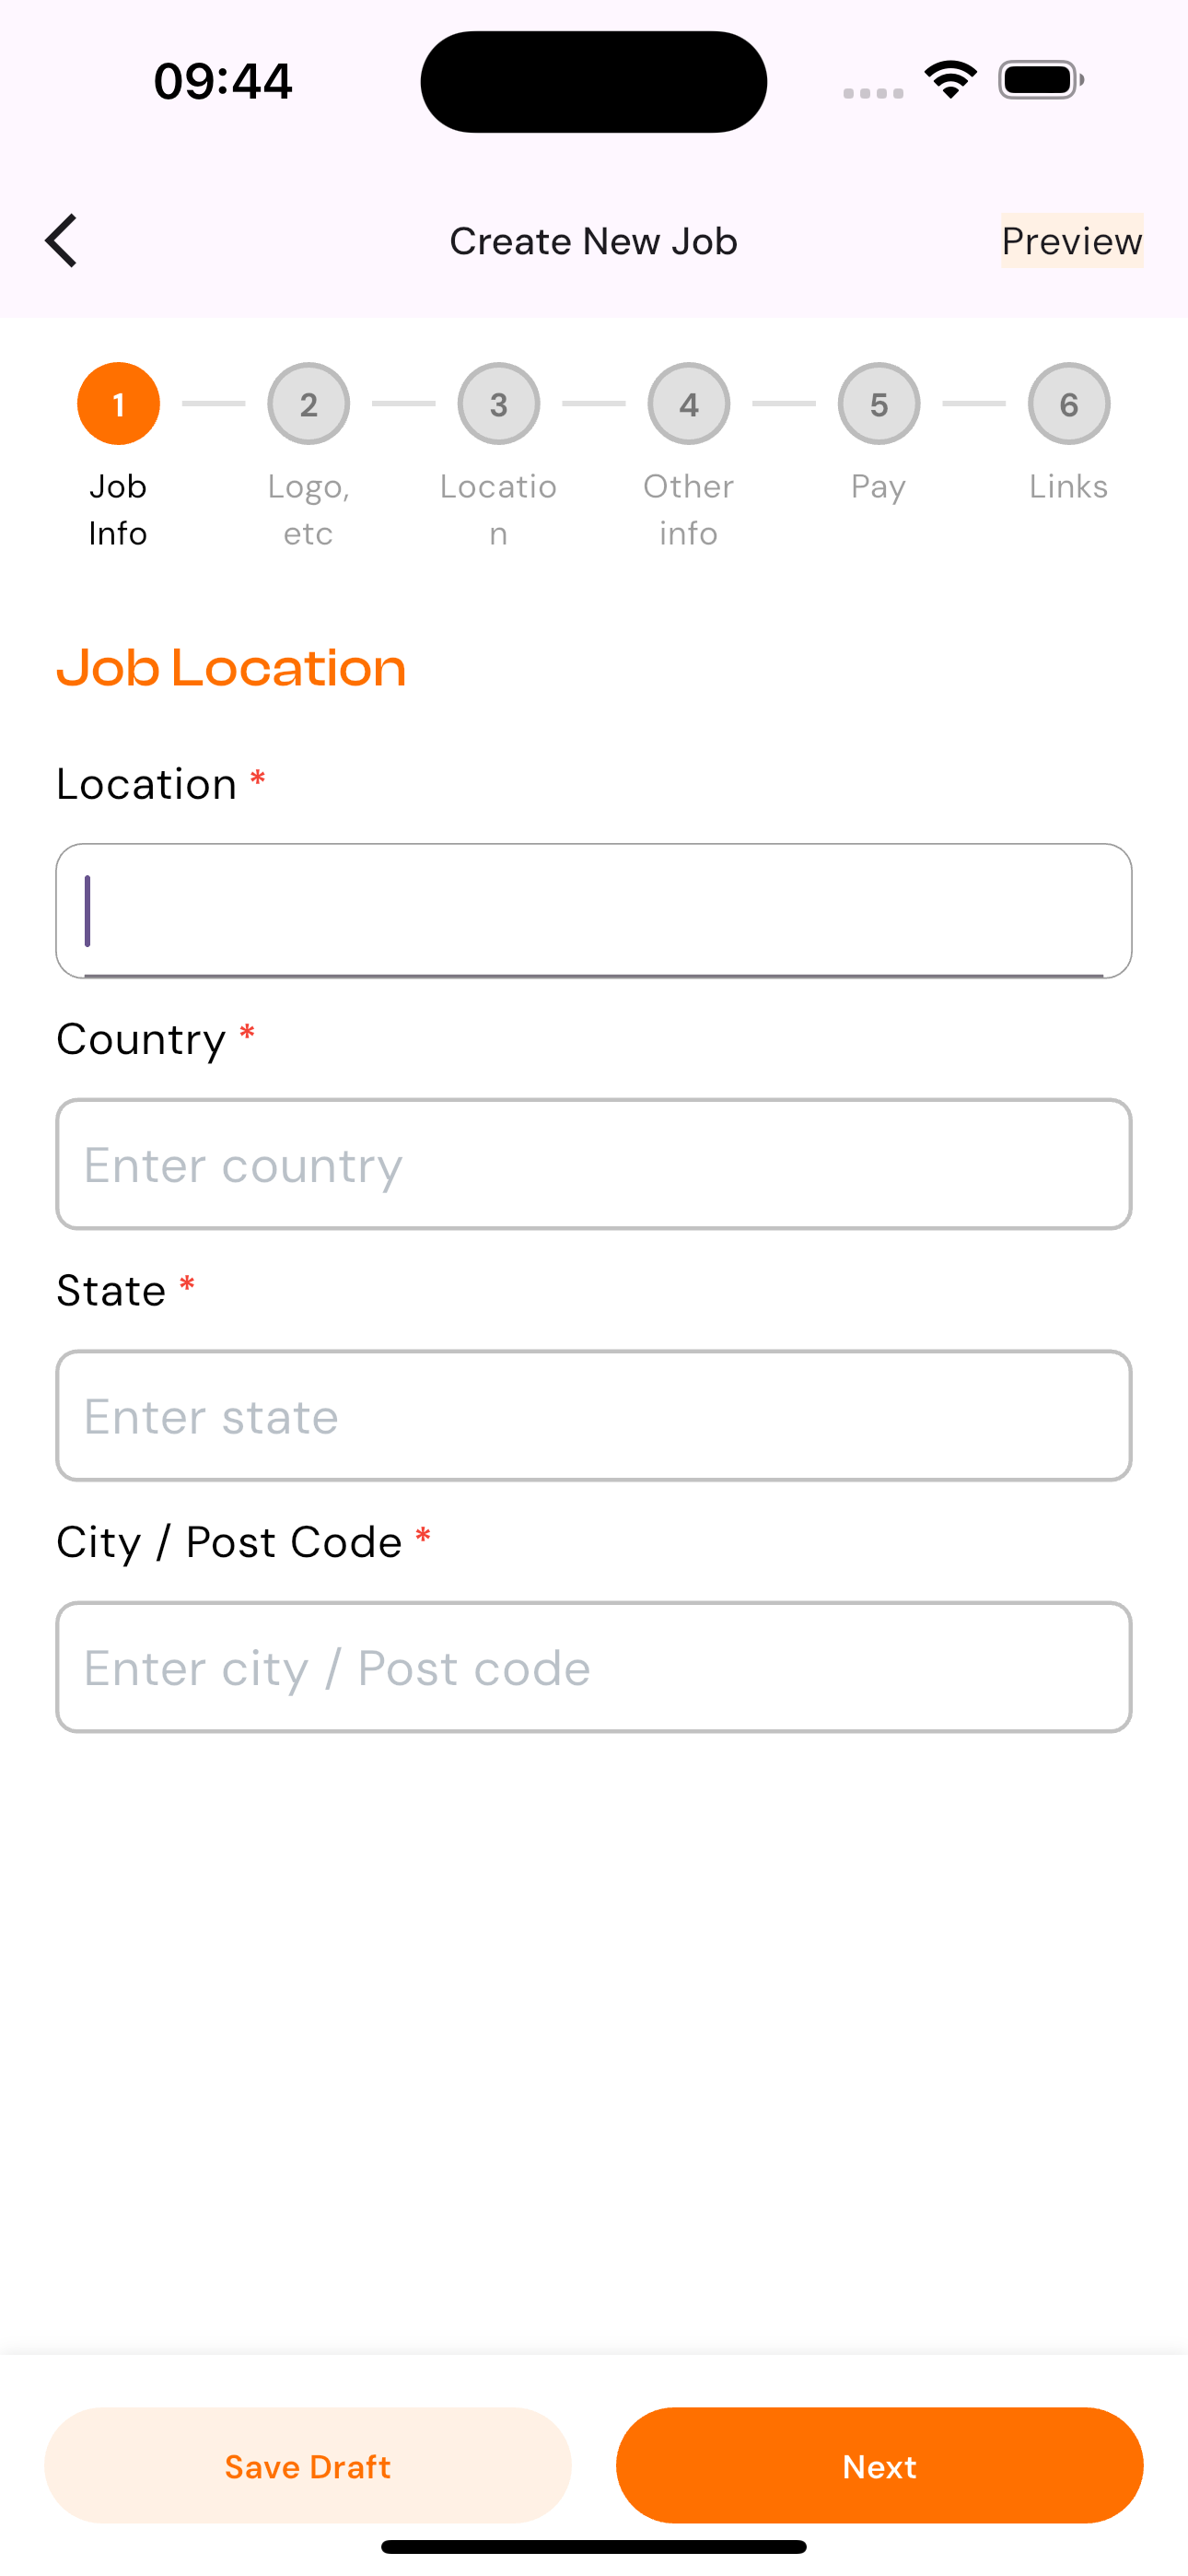 09:44
Create New Job
Preview
1
2
3
4
5
6
Job
Info
Logo,
etc
Locatio
n
Other
info
Pay
Links
Job Location
Location *
Country *
Enter country
State *
Enter state
City / Post Code *
Enter city / Post code
Save Draft
Next